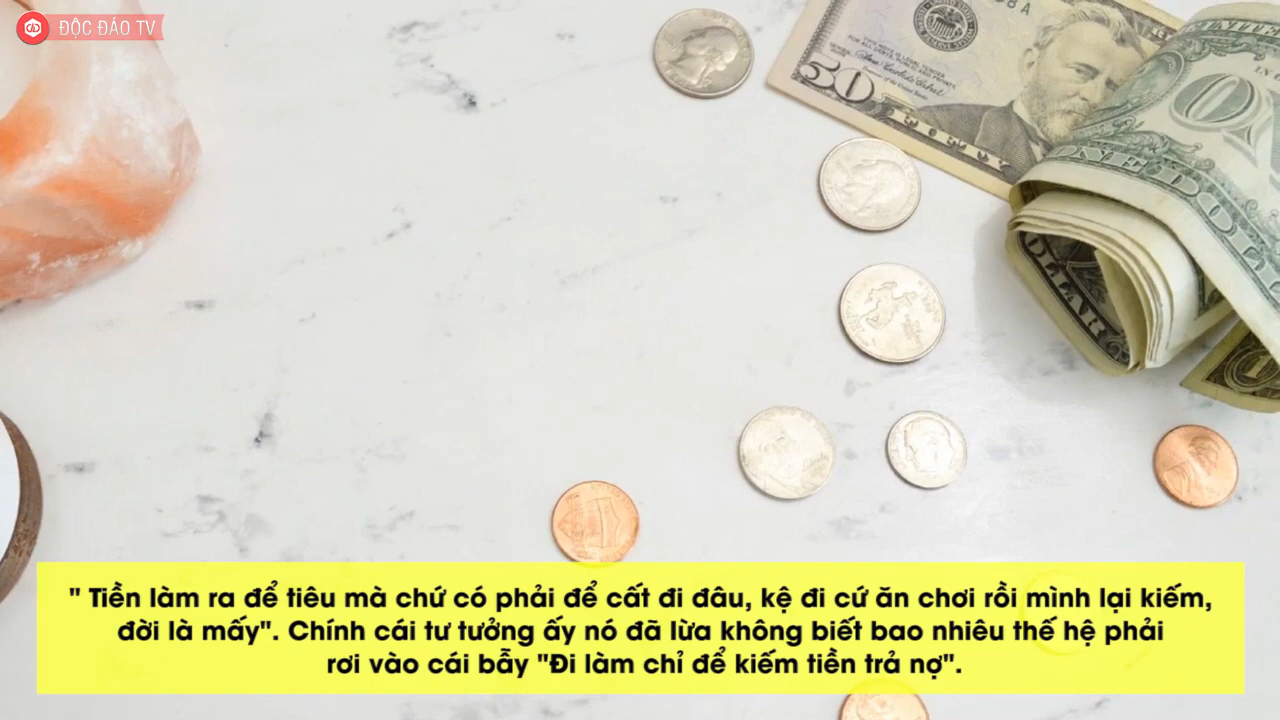 ĐỘC ĐÁO TV
50
" Tiền làm ra để tiêu mà chứ có phải để cất đi đâu, kệ đi cứ ăn chơi rồi mình lại kiếm,
đời là mấy". Chính cái tư tưởng ấy nó đã lừa không biết bao nhiêu thế hệ phải
rơi vào cái bẫy "Đi làm chỉ để kiếm tiền trả nợ".